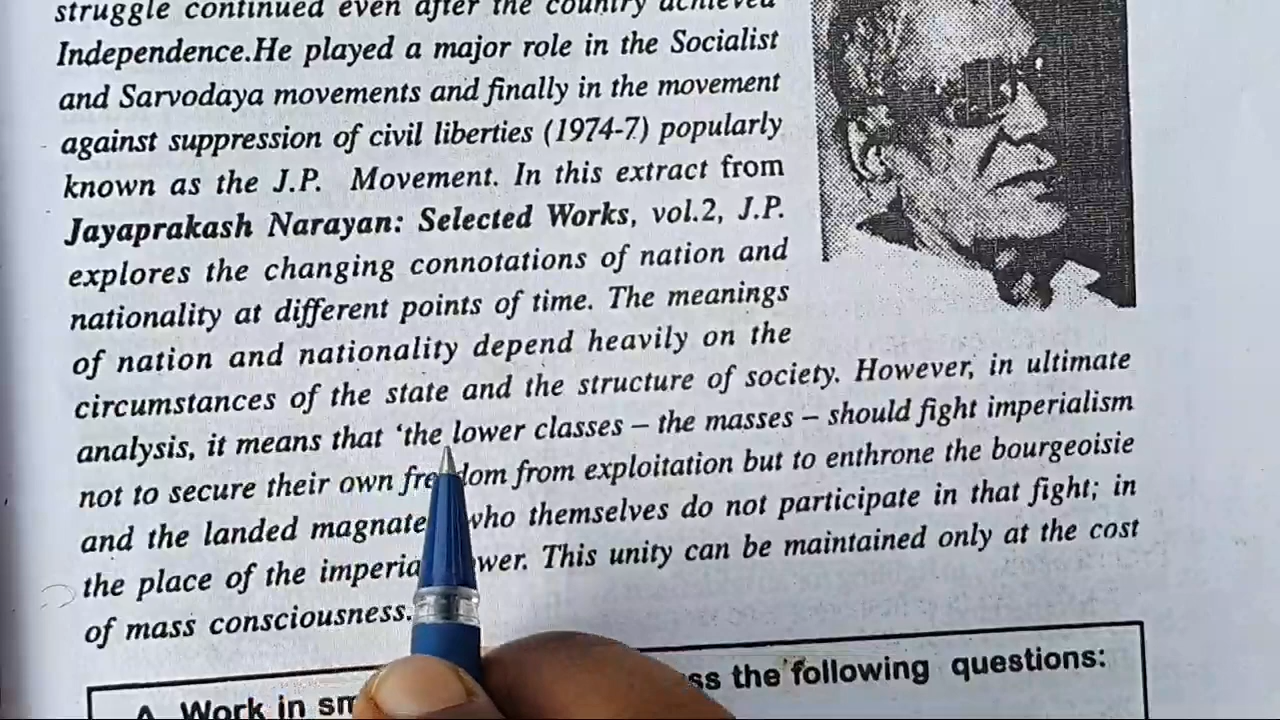 struggle continued even after the country achieved
Independence.He played a major role in the Socialist
and Sarvodaya movements and finally in the movement
against suppression of civil liberties (1974-7) popularly
known as the J.P. Movement. In this extract from
Jayaprakash Narayan: Selected Works, vol.2, J.P.
explores the changing connotations of nation and
nationality at different points of time. The meanings
of nation and nationality depend heavily on the
circumstances of the state and the structure of society. However, in ultimate
analysis, it means that ‘the lower classes – the masses – should fight imperialism
not to secure their own freedom from exploitation but to enthrone the bourgeoisie
and the landed magnate who themselves do not participate in that fight; in
the place of the This unity can be maintained only at the cost
of mass consciousness.
A. Work in the following questions: